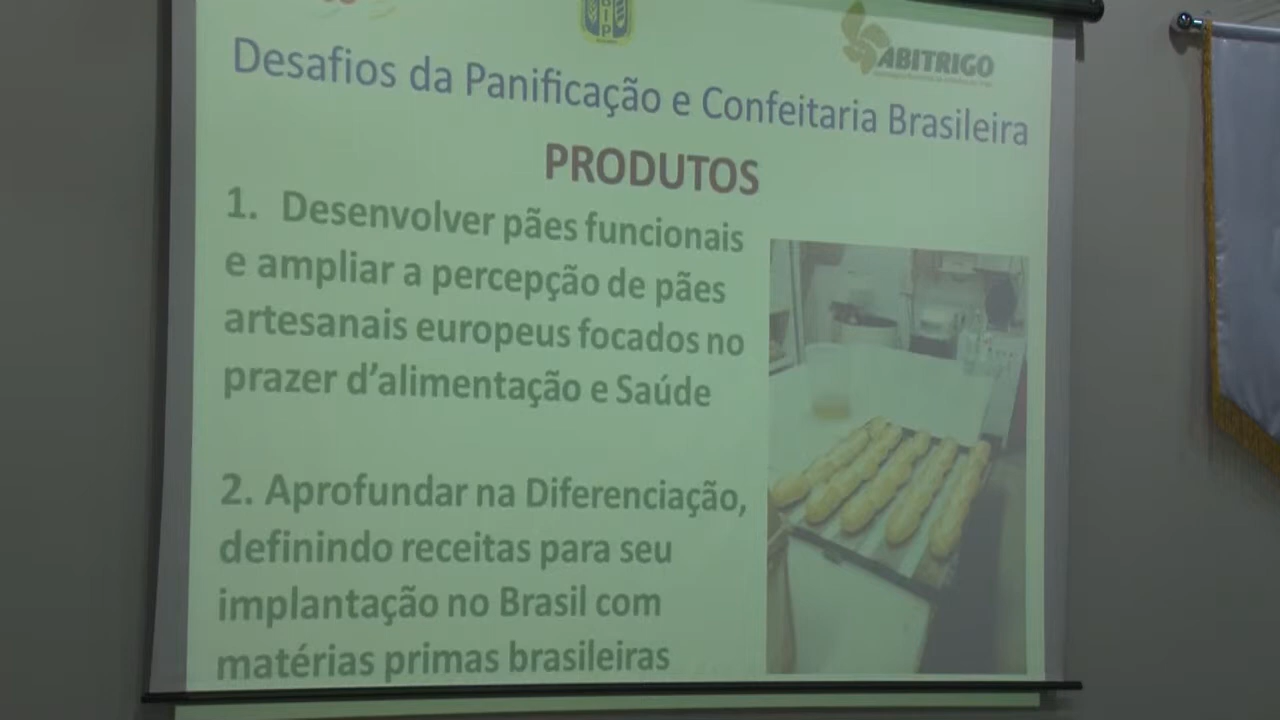 BIP
ABITRIGO
Desafios da Panificação e Confeitaria Brasileira
PRODUTOS
1. Desenvolver pães funcionais
e ampliar a percepção de pães
artesanais europeus focados no
prazer d'alimentação e Saúde
2. Aprofundar na Diferenciação,
definindo receitas para seu
implantação no Brasil com
matérias primas brasileiras